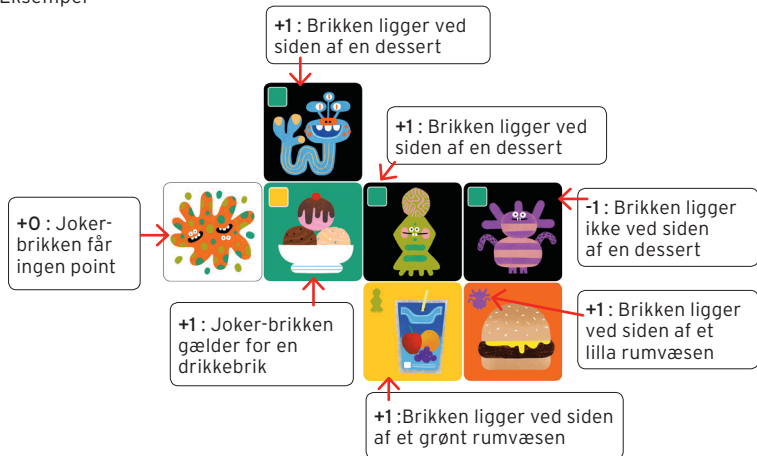 Eksempel
+1 : Brikken ligger ved
siden af en dessert
+1 : Brikken ligger ved
siden af en dessert
+0 : Joker-
brikken får
ingen point
-1 : Brikken ligger
ikke ved siden
af en dessert
+1 : Joker-brikken
gælder for en
drikkebrik
+1 : Brikken ligger
ved siden af et
lilla rumvæsen
+1 :Brikken ligger ved siden
af et grønt rumvæsen